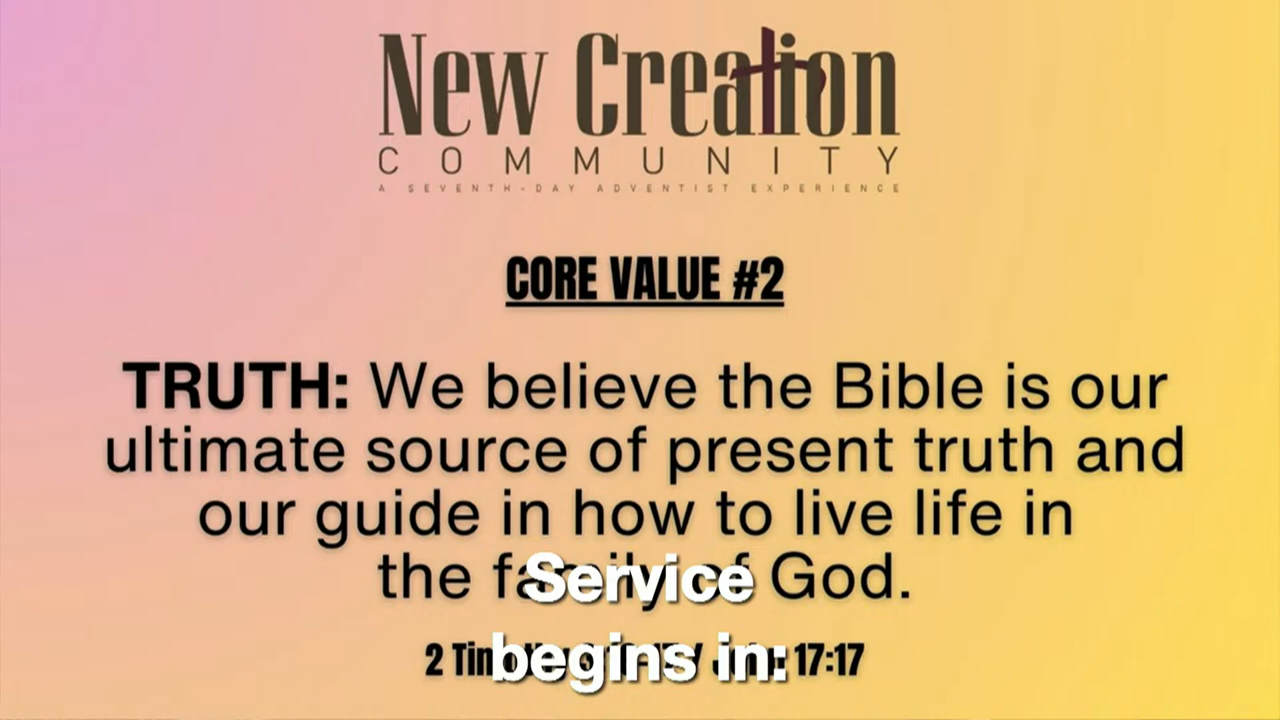 New Creation
COMMUNITY
A SEVENTH-DAY ADVENTIST EXPERIENCE
CORE VALUE #2
TRUTH: We believe the Bible is our
ultimate source of present truth and
our guide in how to live life in
the family of God.
Service
2 17:17
begins in: